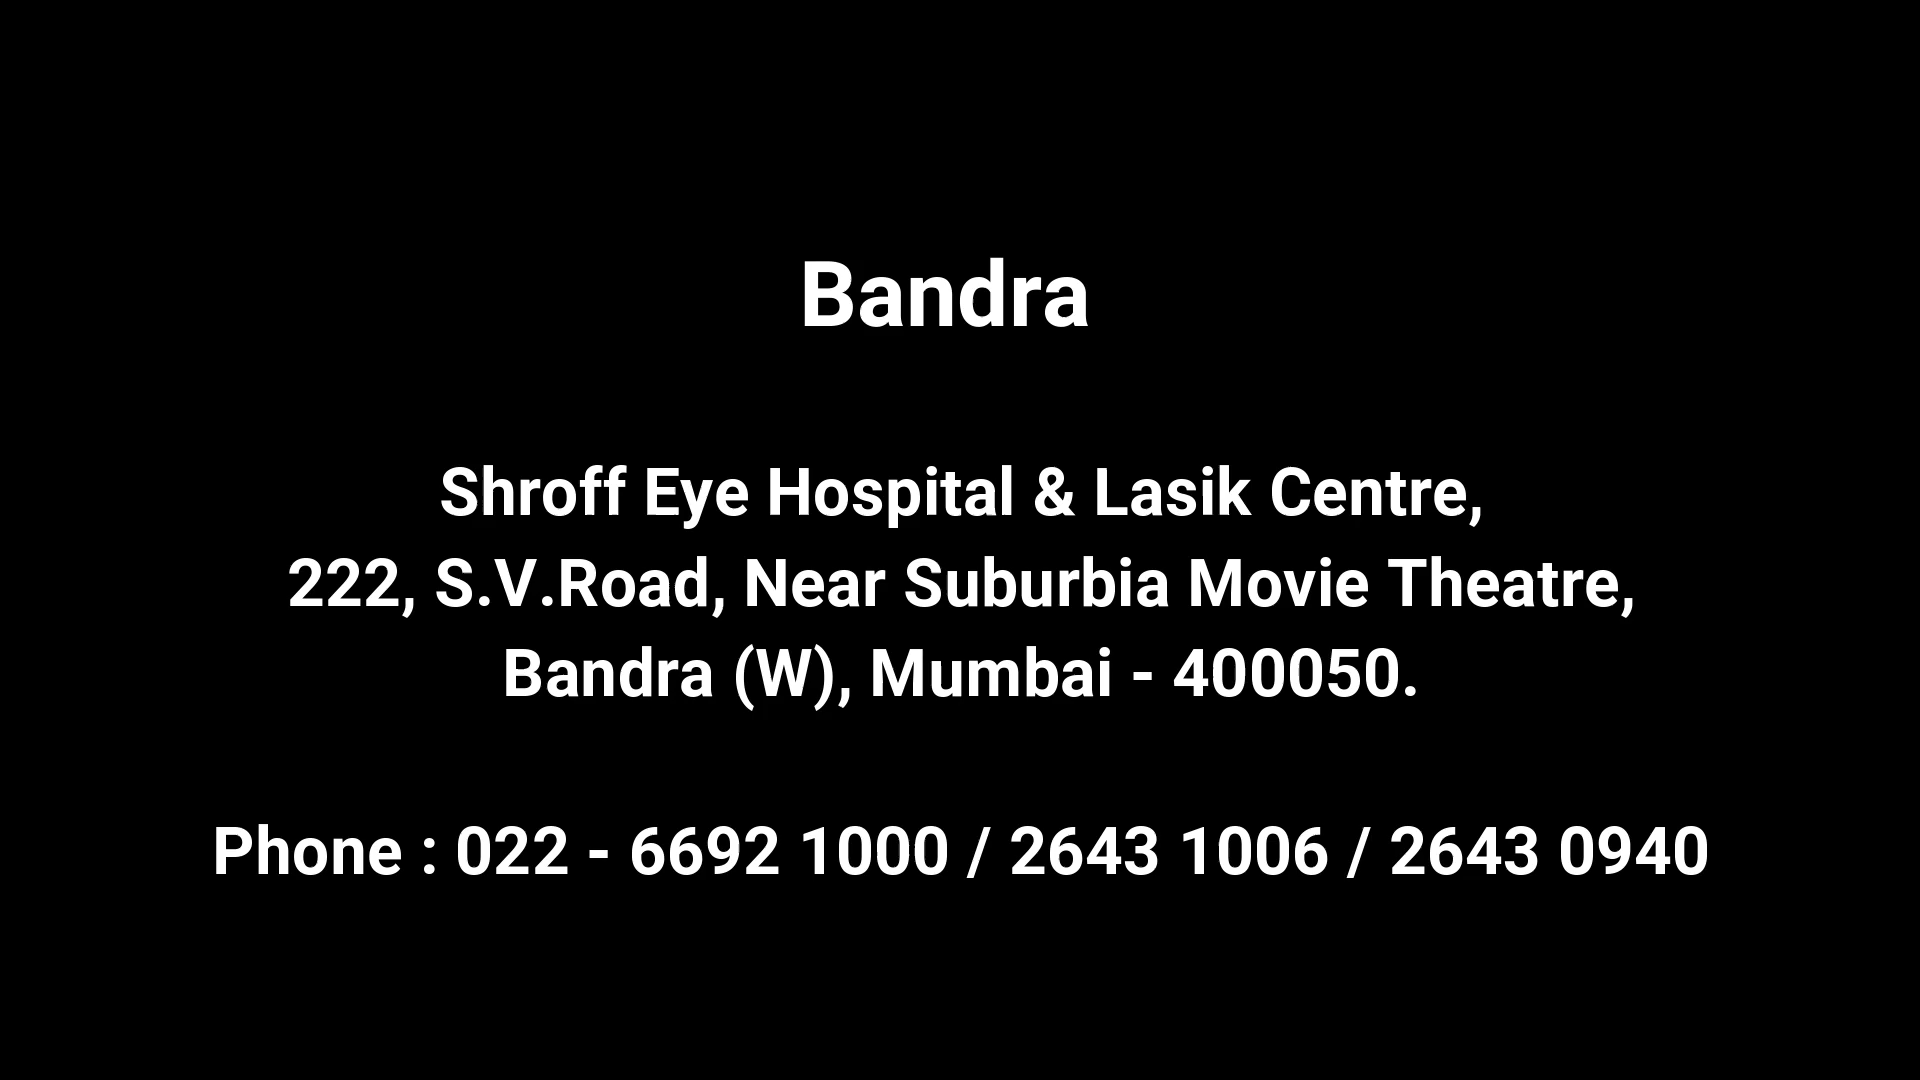 Bandra
Shroff Eye Hospital & Lasik Centre,
222, S.V.Road, Near Suburbia Movie Theatre,
Bandra (W), Mumbai - 400050.
Phone : 022 - 6692 1000 / 2643 1006 / 2643 0940